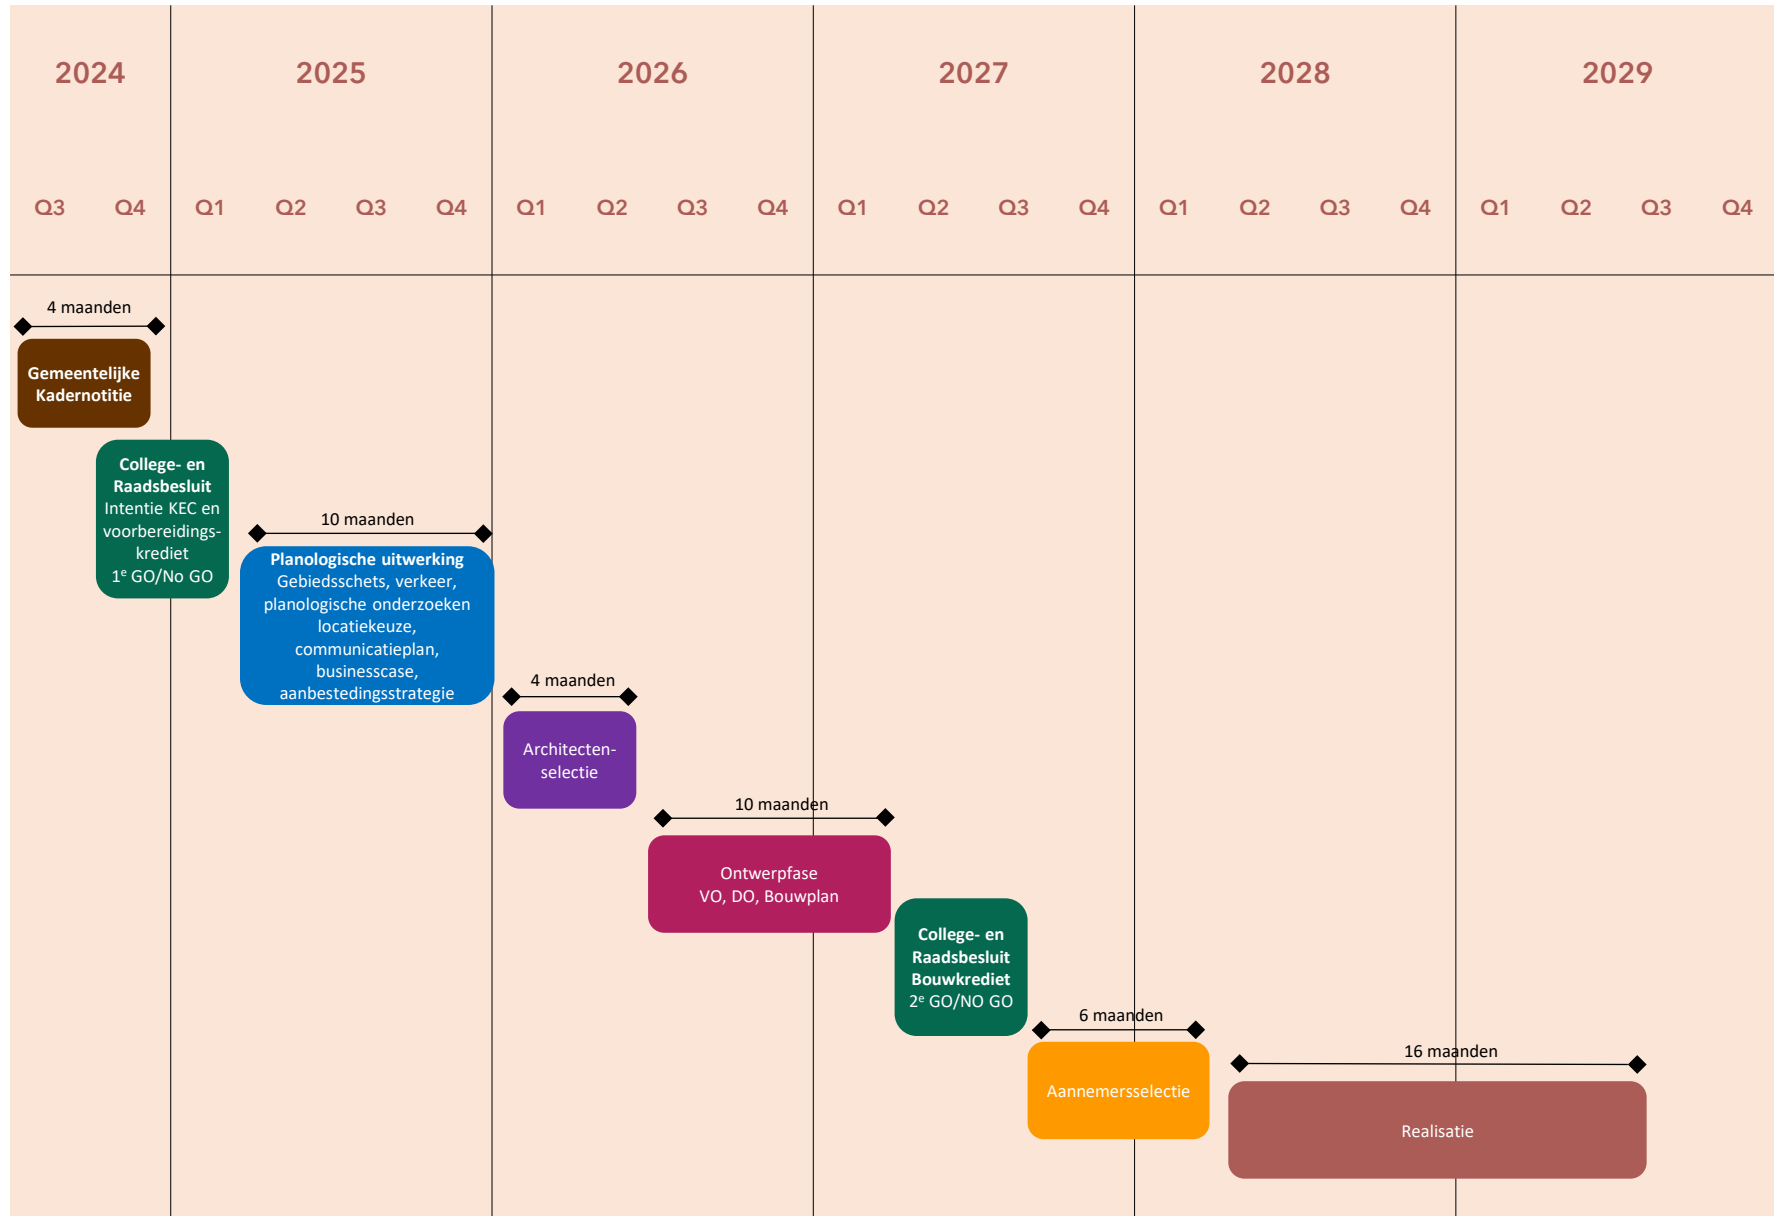 2024 2025 2026 2027 2028 2029
Q3 Q4 Q1 Q2 Q3 Q4 Q1 Q2 Q3 Q4 Q1 Q2 Q3 Q4 Q1 Q2 Q3 Q4 Q1 Q2 Q3 Q4
4 maanden
Gemeentelijke
Kadernotitie
College- en
Raadsbesluit
Intentie KEC en
voorbereidings-
krediet
1e GO/No GO
10 maanden
Planologische uitwerking
Gebiedsschets, verkeer,
planologische onderzoeken
locatiekeuze,
communicatieplan,
businesscase,
aanbestedingsstrategie
4 maanden
Architecten-
selectie
10 maanden
Ontwerpfase
VO, DO, Bouwplan
College- en
Raadsbesluit
Bouwkrediet
2e GO/NO GO
6 maanden
Aannemersselectie
16 maanden
Realisatie